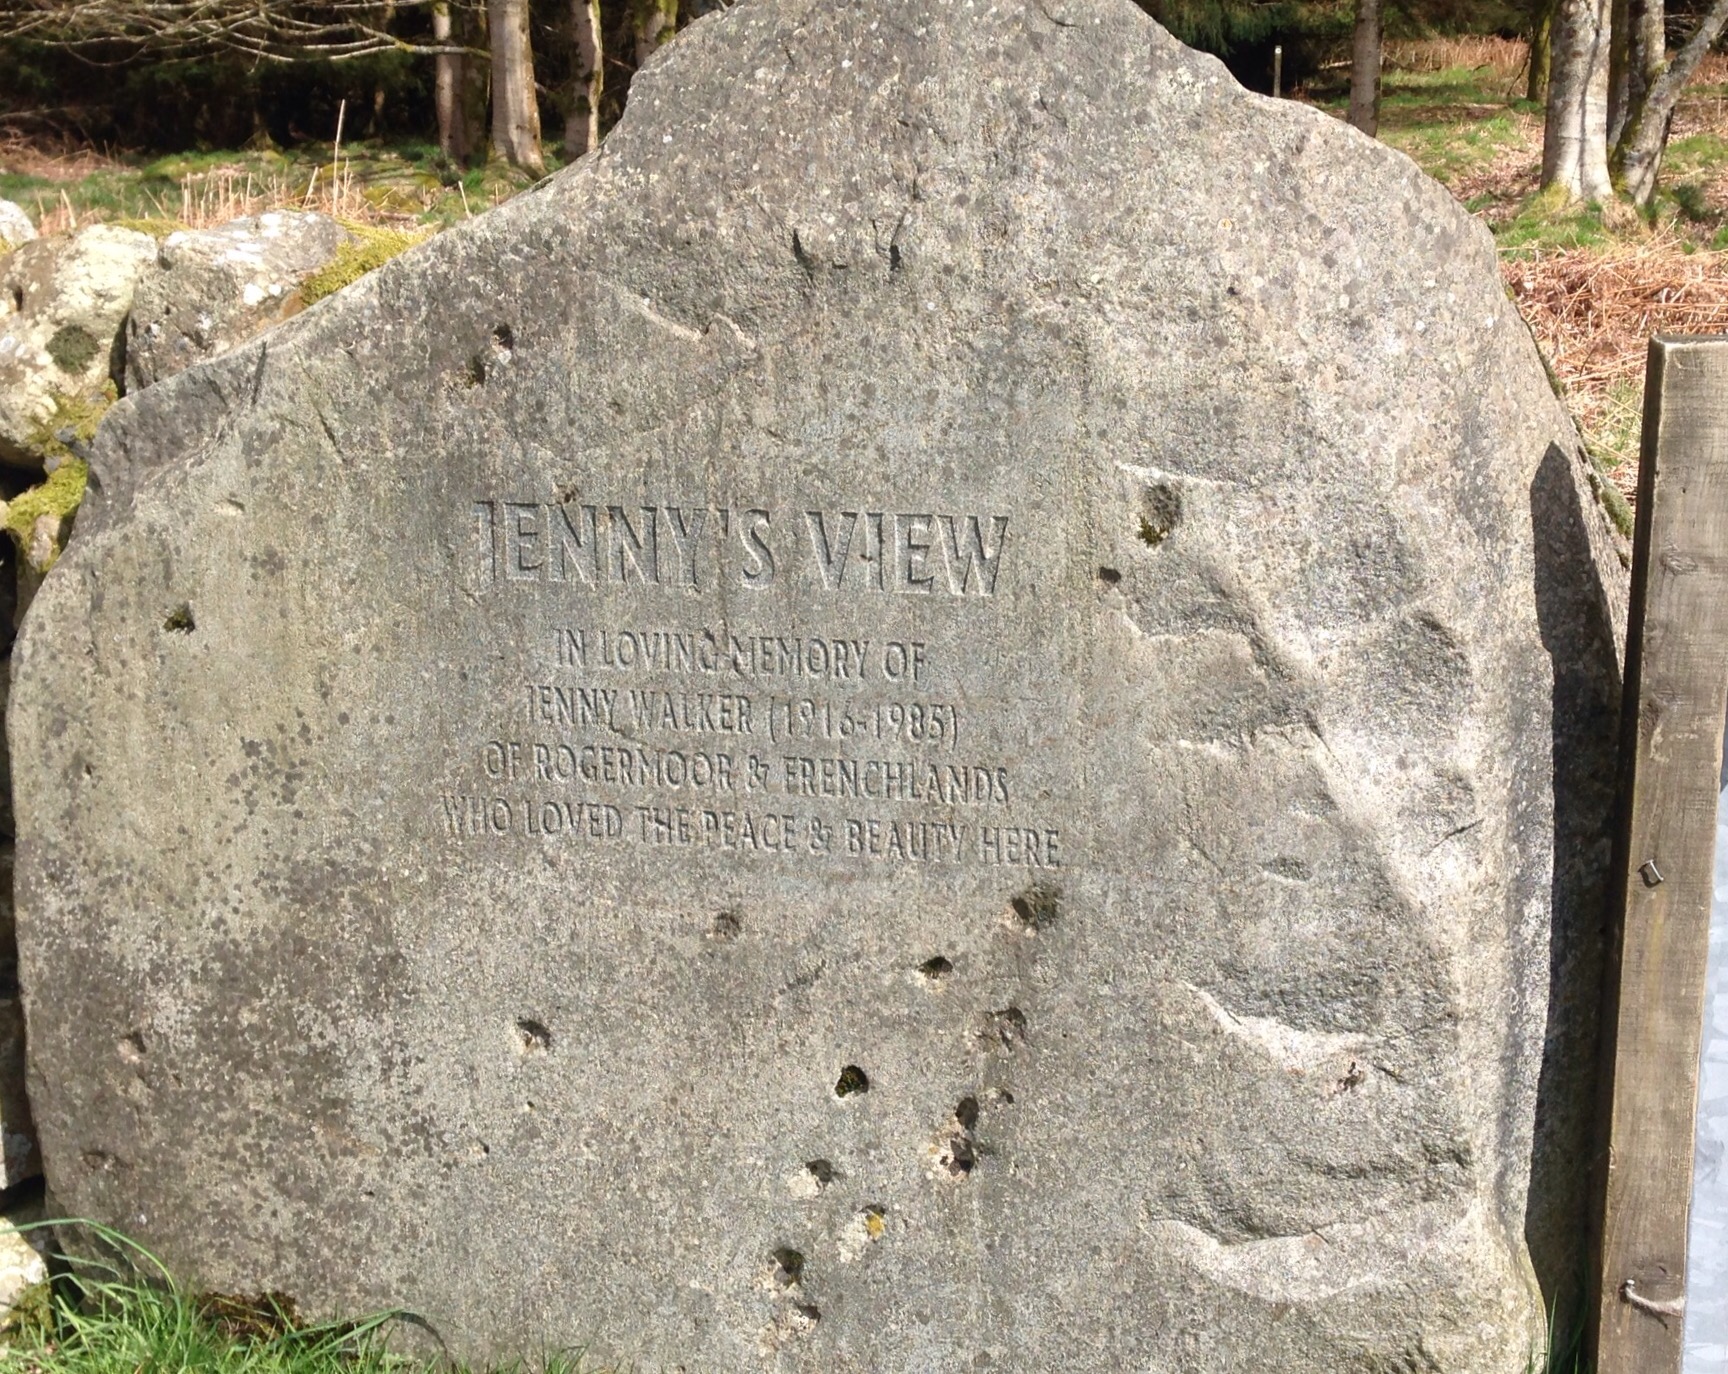 JENNY'S VIEW
IN LOVING MEMORY OF
JENNY WALKER (1916-1985)
OF ROGERMOOR & FRENCHLANDS
WHO LOVED THE PEACE & BEAUTY HERE